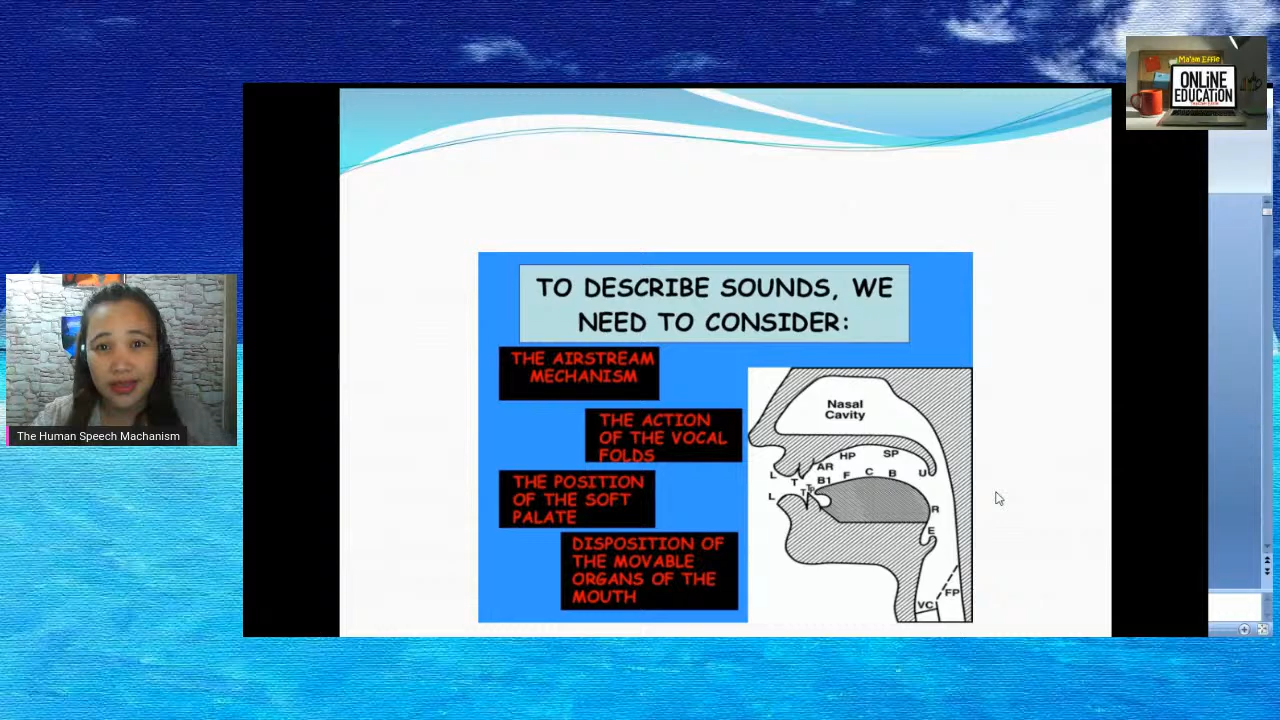 Ma'am Effie
ONLINE
EDUCATION
TO DESCRIBE SOUNDS, WE
NEED TO CONSIDER:
THE AIRSTREAM
MECHANISM
THE ACTION
OF THE VOCAL
FOLDS
THE POSITION
OF THE SOFT
PALATE
DISPOSITION OF
THE MOVABLE
ORGANS OF THE
MOUTH
Nasal
Cavity
HP
SP
AR
F
C
B
U
L
T
B1
L
R
E
FP
VC
The Human Speech Machanism